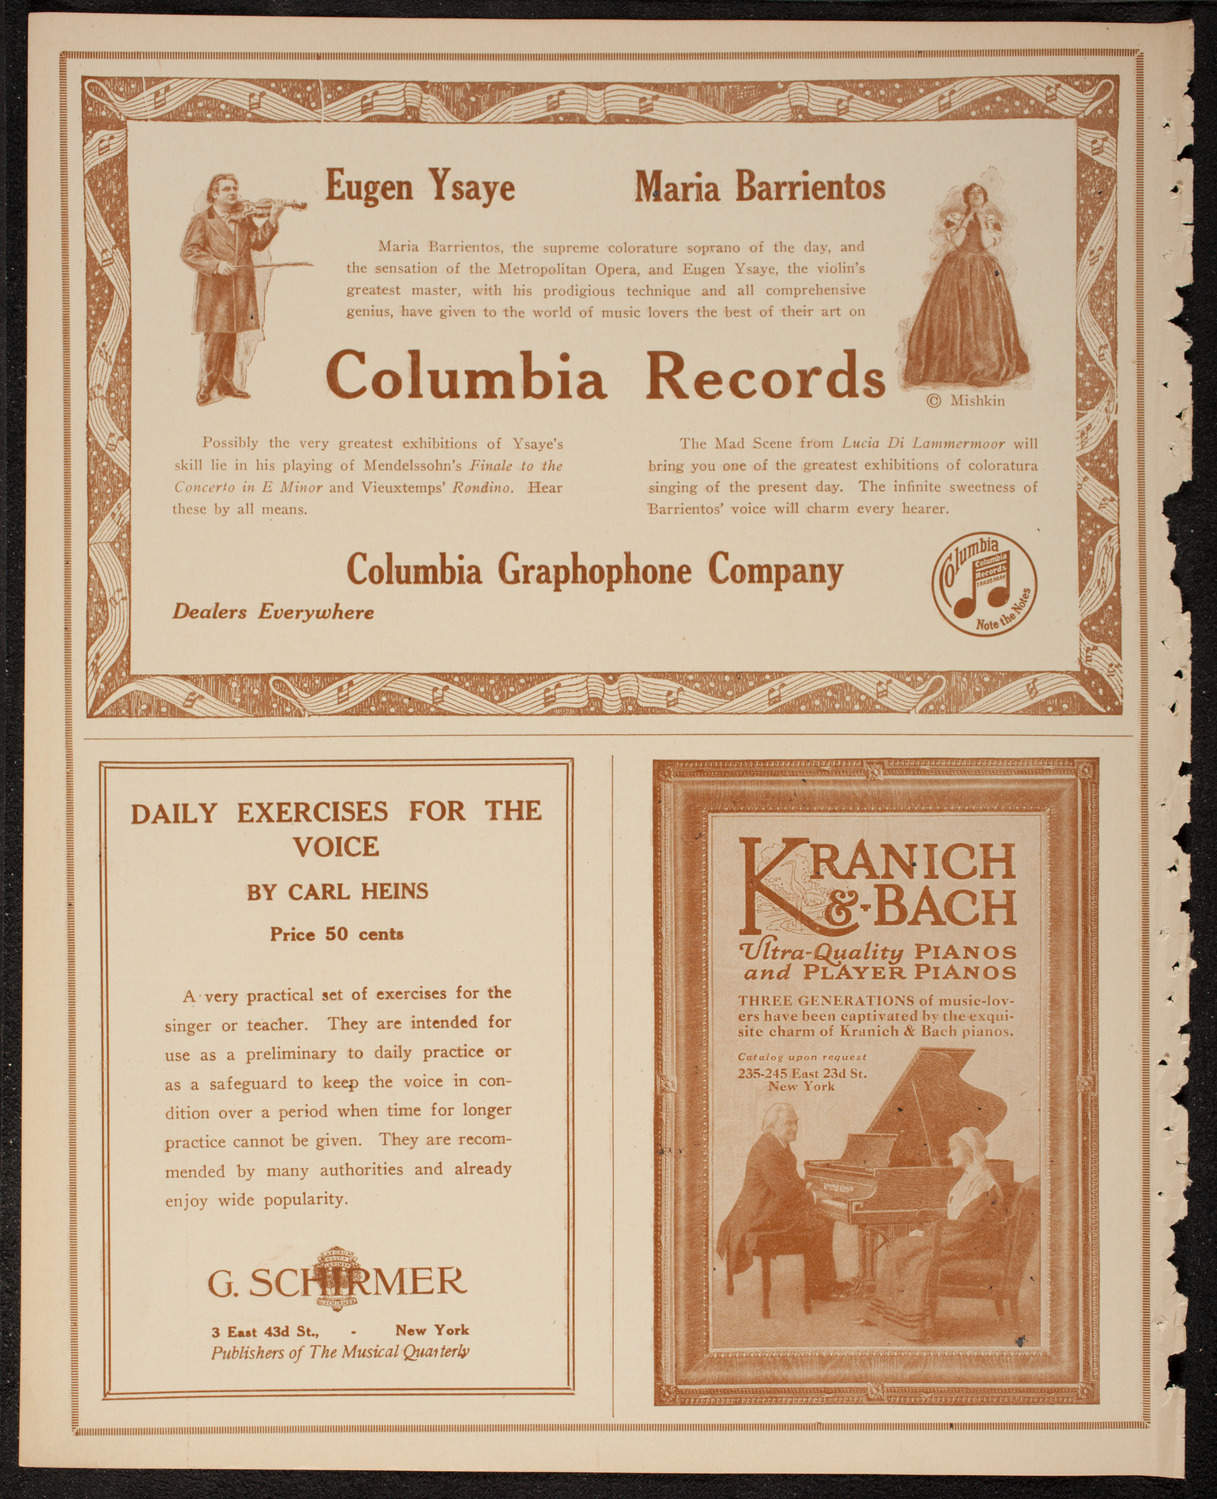 Eugen Ysaye
Maria Barrientos
Maria Barrientos, the supreme colorature soprano of the day, and
the sensation of the Metropolitan Opera, and Eugen Ysaye, the violin's
greatest master, with his prodigious technique and all comprehensive
genius, have given to the world of music lovers the best of their art on
Columbia Records
© Mishkin
Possibly the very greatest exhibitions of Ysaye's
skill lie in his playing of Mendelssohn's Finale to the
Concerto in E Minor and Vieuxtemps' Rondino. Hear
these by all means.
The Mad Scene from Lucia Di Lammermoor will
bring you one of the greatest exhibitions of coloratura
singing of the present day. The infinite sweetness of
Barrientos' voice will charm every hearer.
Columbia Graphophone Company
Dealers Everywhere
Columbia
Columbia
Records
TRADE MARK
Note the Notes
DAILY EXERCISES FOR THE
VOICE
BY CARL HEINS
Price 50 cents
A very practical set of exercises for the
singer or teacher. They are intended for
use as a preliminary to daily practice or
as a safeguard to keep the voice in con-
dition over a period when time for longer
practice cannot be given. They are recom-
mended by many authorities and already
enjoy wide popularity.
G. SCHIRMER
3 East 43d St., - New York
Publishers of The Musical Quarterly
KRANICH
&-BACH
Ultra-Quality PIANOS
and PLAYER PIANOS
THREE GENERATIONS of music-lov-
ers have been captivated by the exqui-
site charm of Kranich & Bach pianos.
Catalog upon request
235-245 East 23d St.
New York